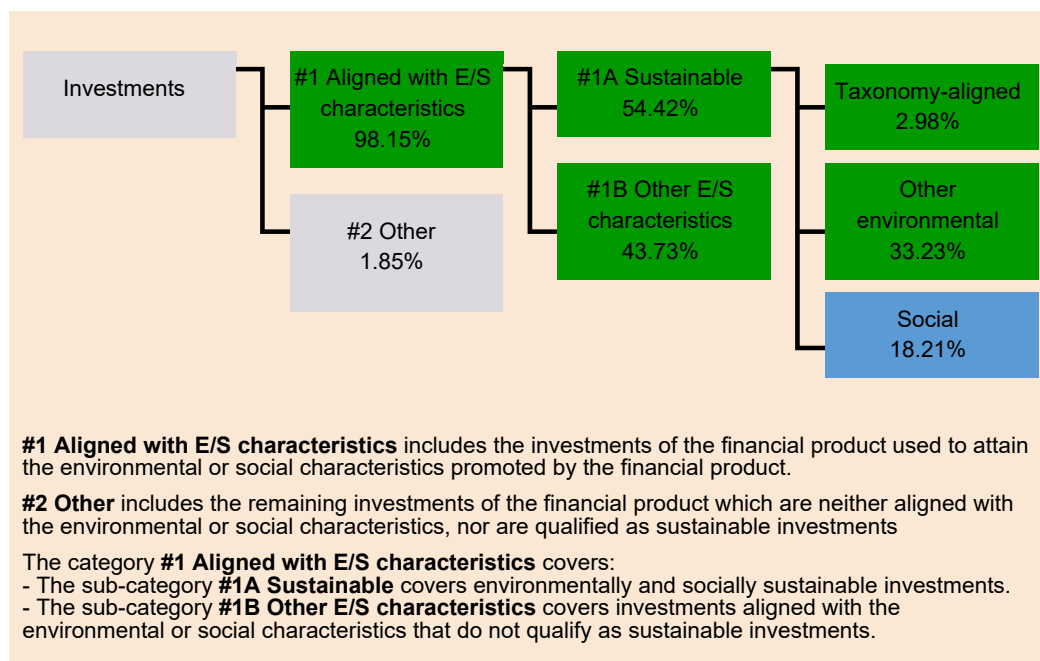 Investments
#1 Aligned with E/S
characteristics
98.15%
#2 Other
1.85%
#1A Sustainable
54.42%
#1B Other E/S
characteristics
43.73%
Taxonomy-aligned
2.98%
Other
environmental
33.23%
Social
18.21%
#1 Aligned with E/S characteristics includes the investments of the financial product used to attain
the environmental or social characteristics promoted by the financial product.
#2 Other includes the remaining investments of the financial product which are neither aligned with
the environmental or social characteristics, nor are qualified as sustainable investments
The category #1 Aligned with E/S characteristics covers:
- The sub-category #1A Sustainable covers environmentally and socially sustainable investments.
- The sub-category #1B Other E/S characteristics covers investments aligned with the
environmental or social characteristics that do not qualify as sustainable investments.